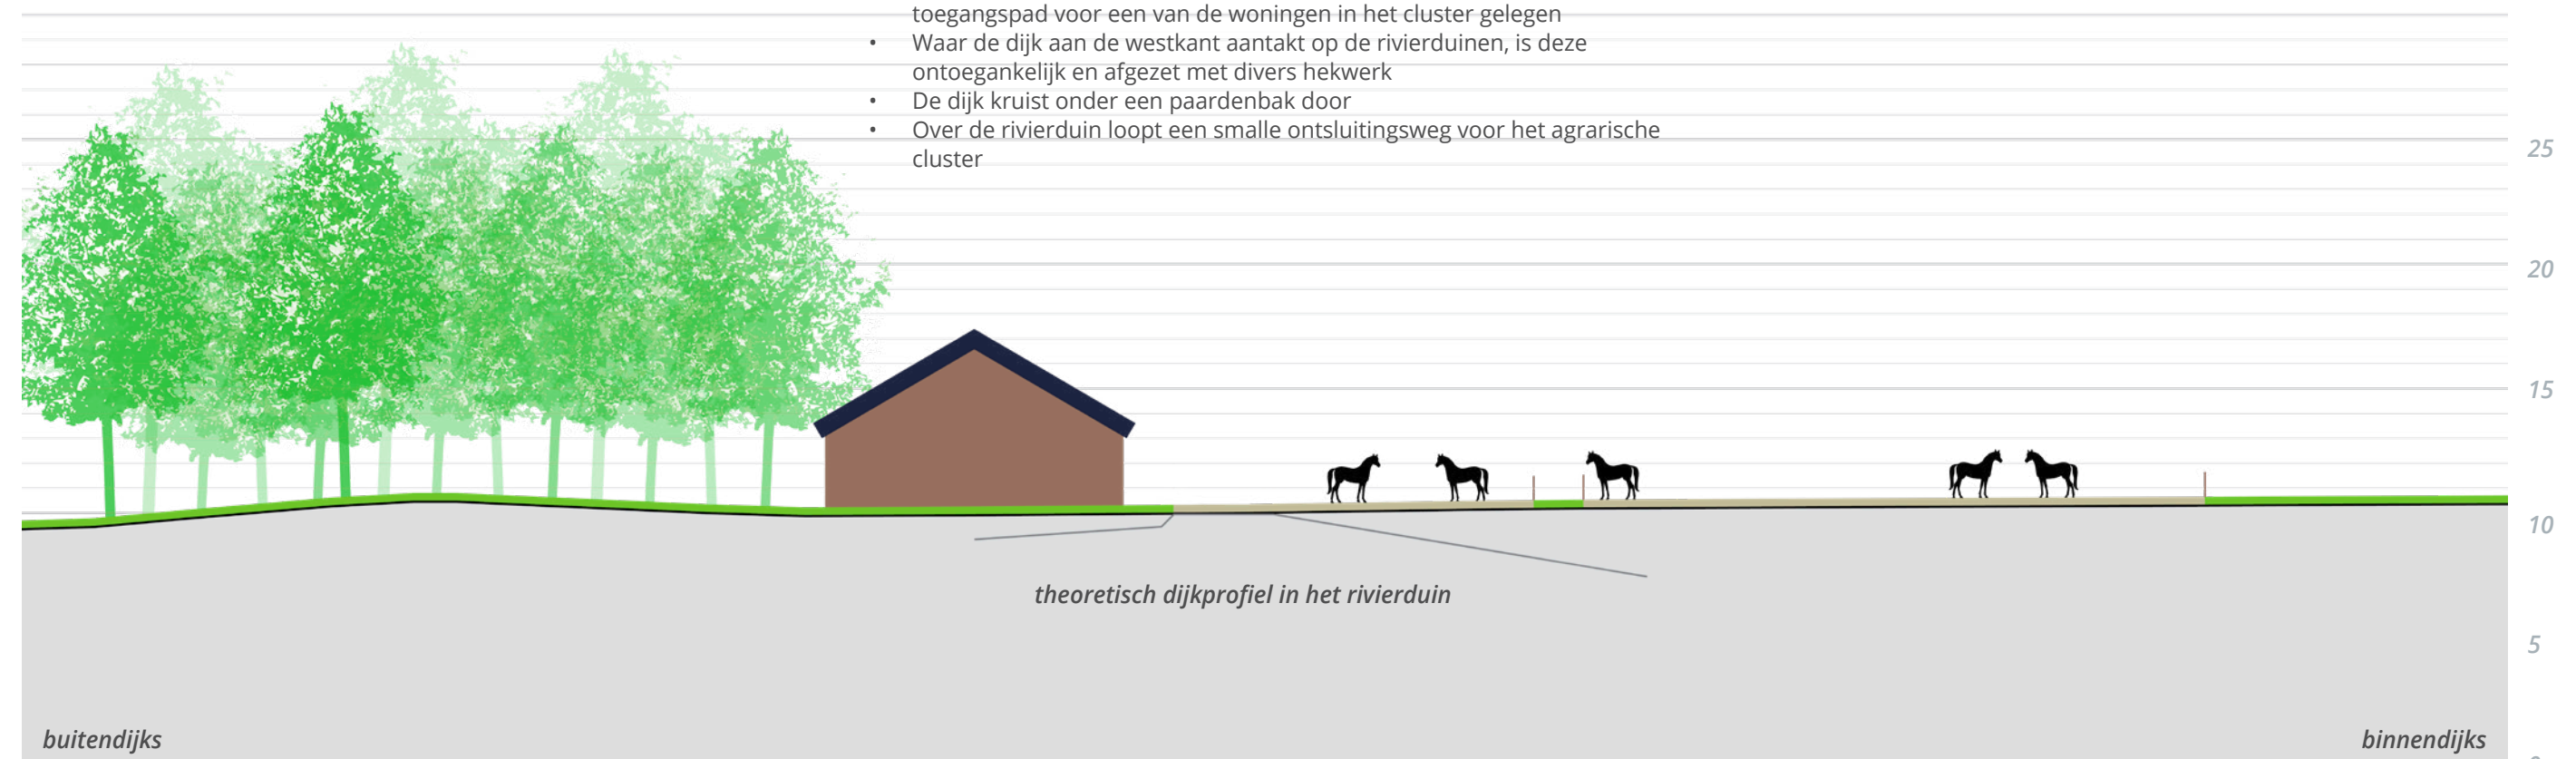 toegangspad voor een van de woningen in het cluster gelegen
• Waar de dijk aan de westkant aantakt op de rivierduinen, is deze
ontoegankelijk en afgezet met divers hekwerk
• De dijk kruist onder een paardenbak door
• Over de rivierduin loopt een smalle ontsluitingsweg voor het agrarische
cluster
25
20
15
10
theoretisch dijkprofiel in het rivierduin
5
buitendijks
binnendijks